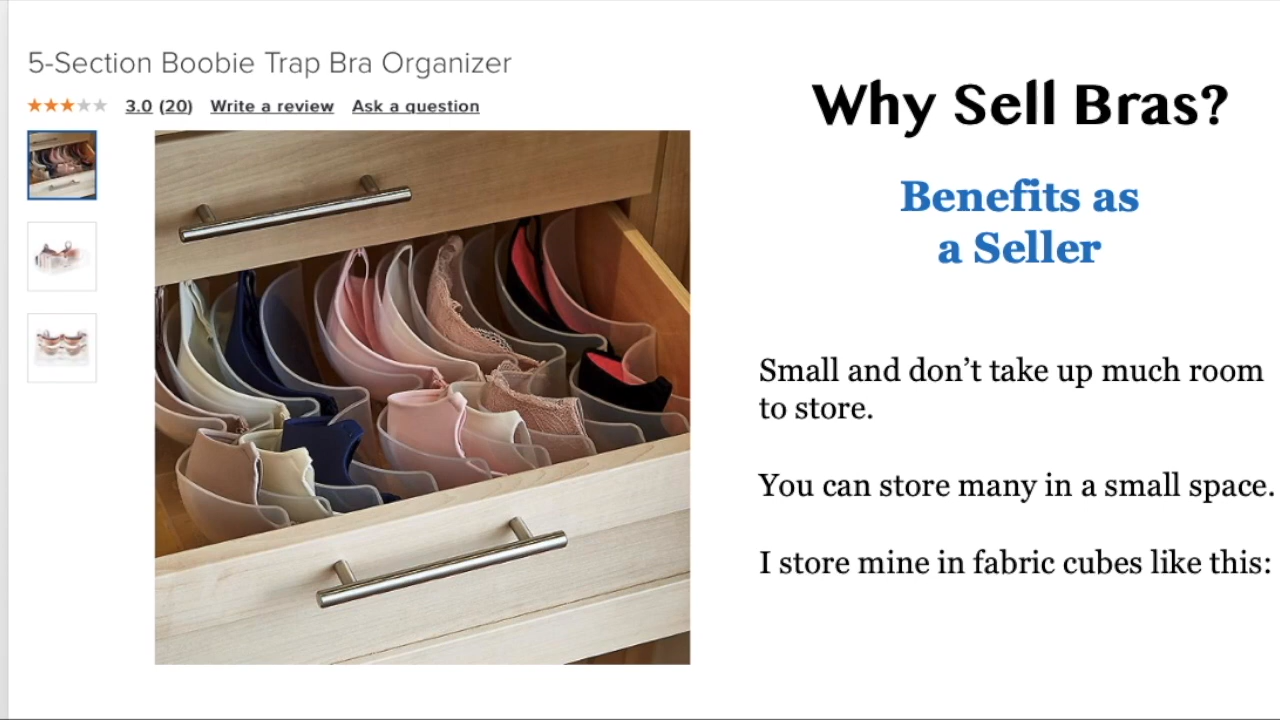 5-Section Boobie Trap Bra Organizer
3.0 (20) Write a review Ask a question
Why Sell Bras?
Benefits as
a Seller
Small and don’t take up much room
to store.
You can store many in a small space.
I store mine in fabric cubes like this: